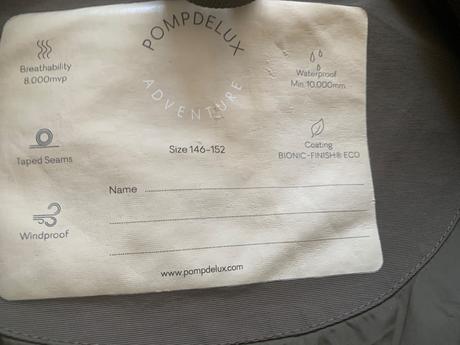 POMPDELUX
ADVENTURE
Breathability
8.000mvp
Waterproof
Min. 10.000mm
Size 146-152
Taped Seams
Coating
BIONIC-FINISH® ECO
Name
Windproof
www.pompdelux.com